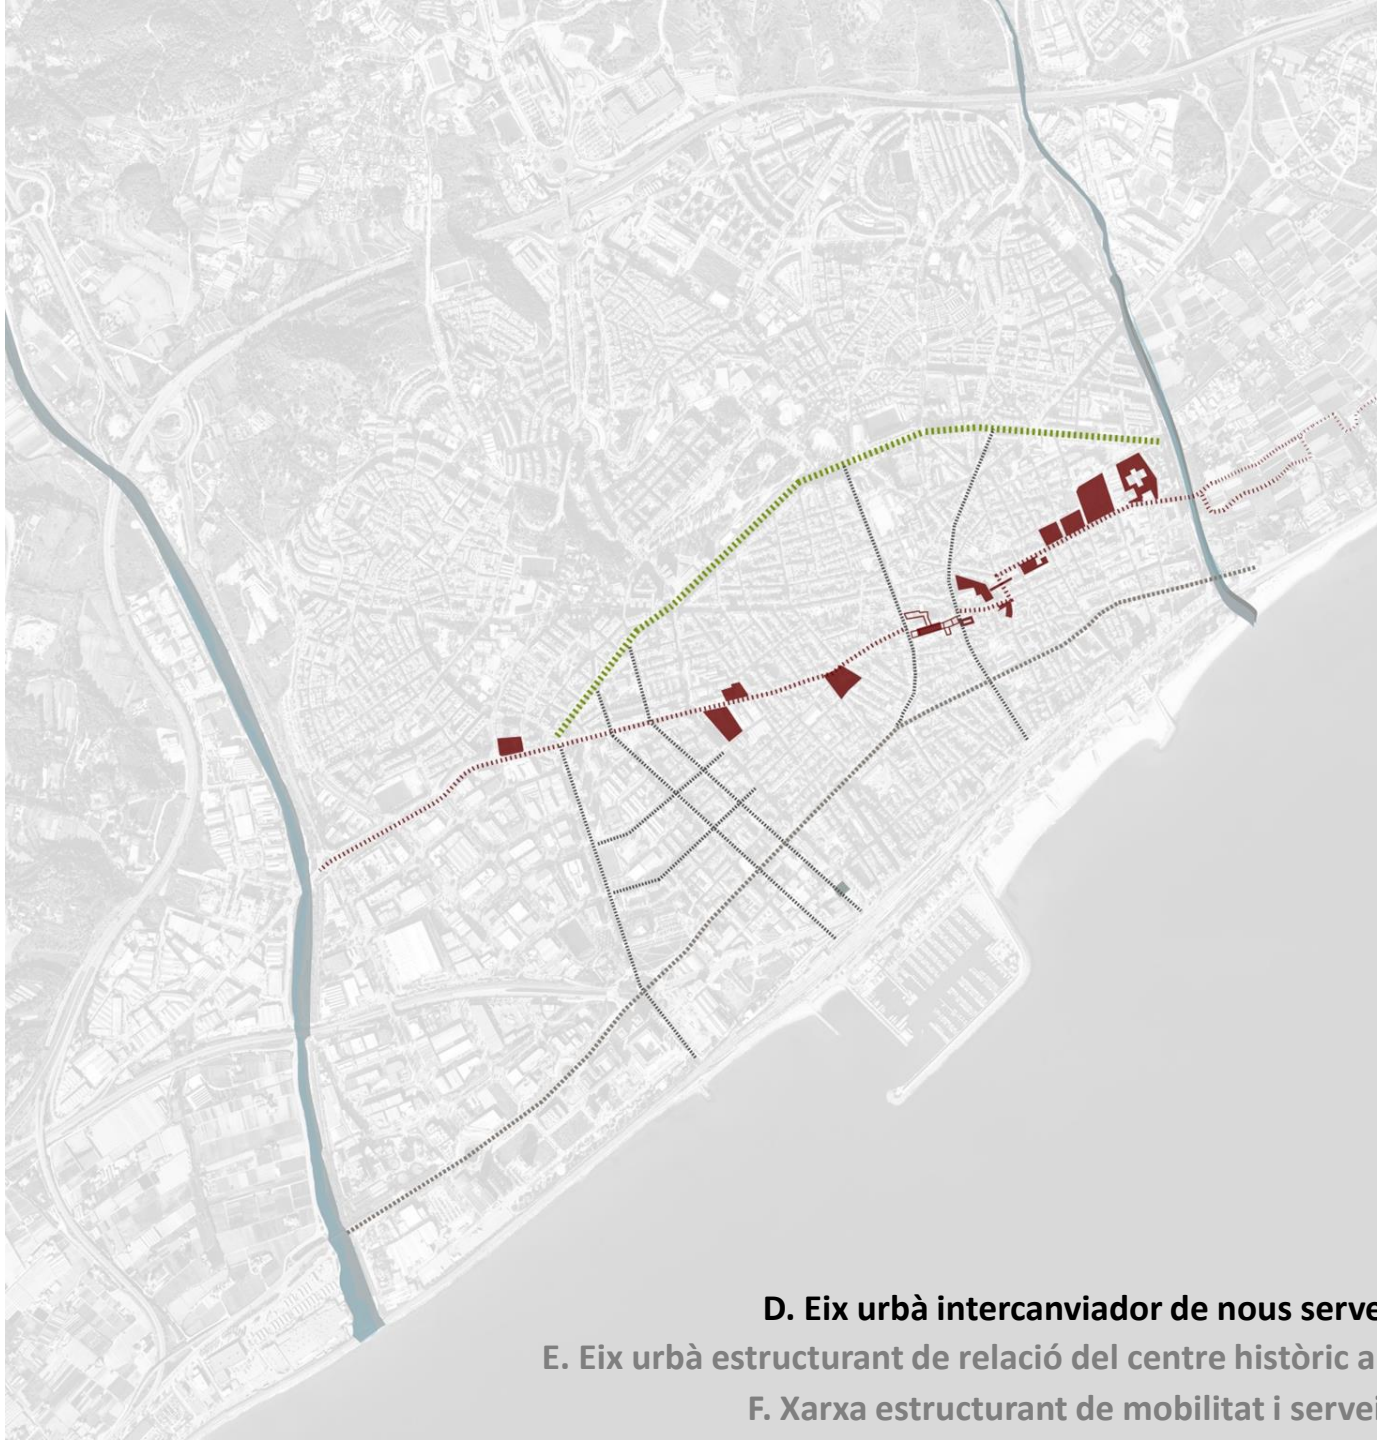 D. Eix urbà intercanviador de nous serve
E. Eix urbà estructurant de relació del centre històric a
F. Xarxa estructurant de mobilitat i servei